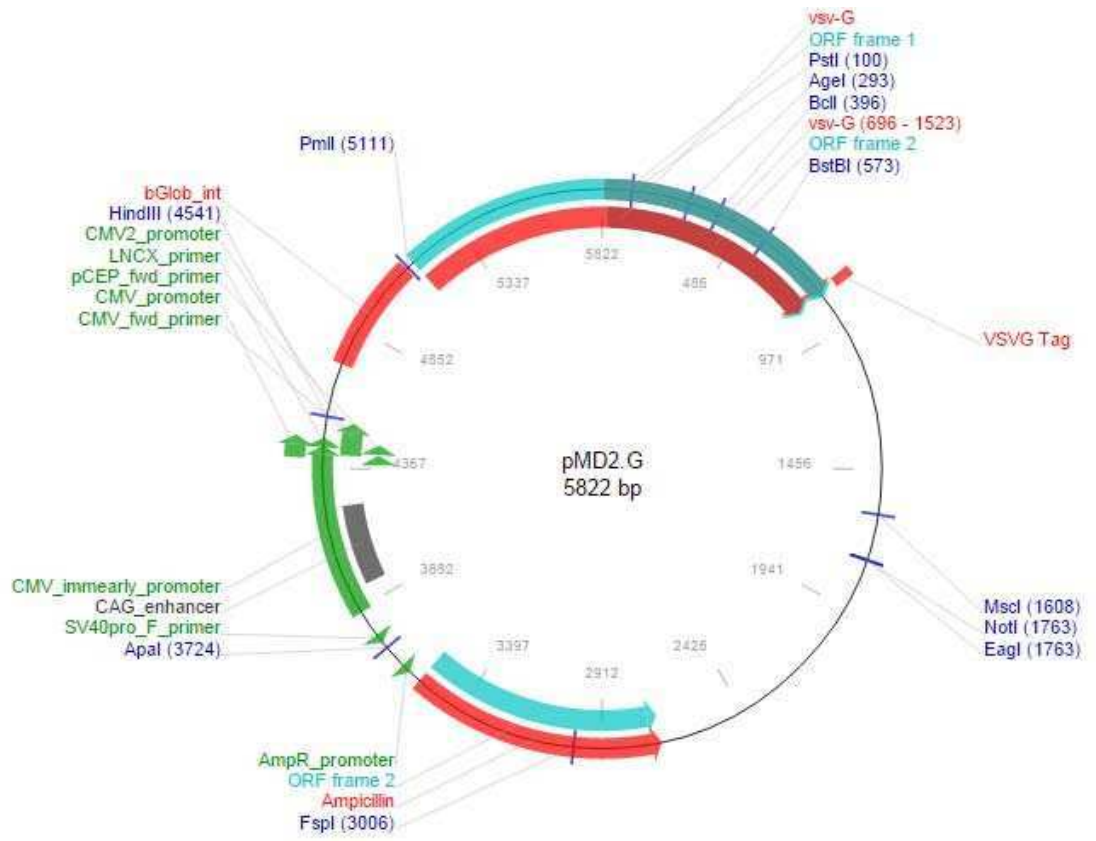 vsv-G
ORF frame 1
PstI (100)
AgeI (293)
BclI (396)
vsv-G (696 - 1523)
ORF frame 2
BstBI (573)
PmlI (5111)
bGlob_int
HindIII (4541)
CMV2_promoter
LNCX_primer
pCEP_fwd_primer
CMV_promoter
CMV_fwd_primer
5822
5337
485
VSVG Tag
4852
971
pMD2.G
5822 bp
4367
1456
CMV_immearly_promoter
CAG_enhancer
SV40pro_F_primer
ApaI (3724)
3882
1941
MscI (1608)
NotI (1763)
EagI (1763)
3397
2426
2912
AmpR_promoter
ORF frame 2
Ampicillin
FspI (3006)